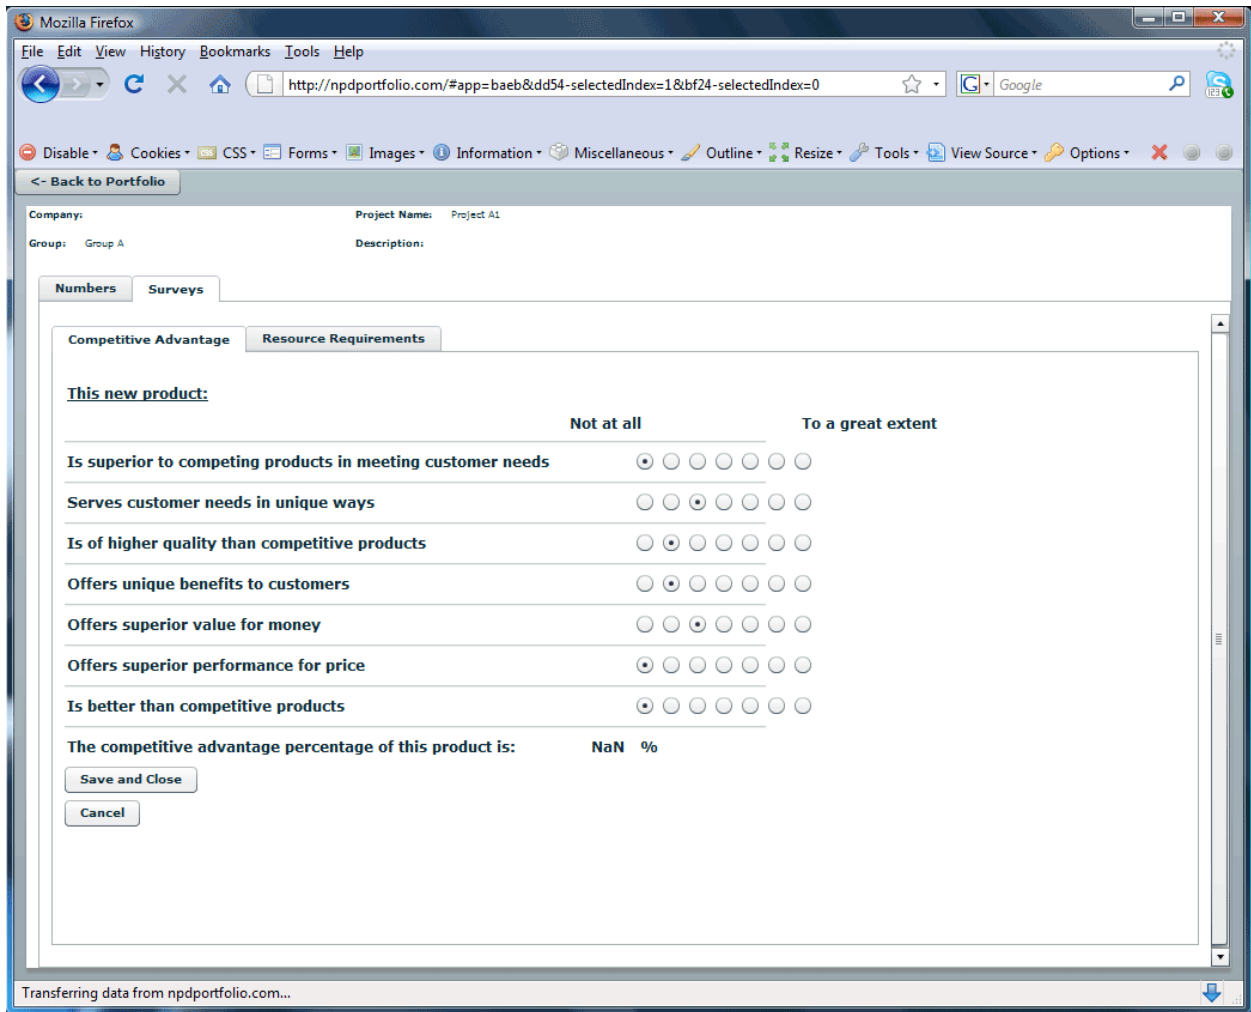 Mozilla Firefox
File Edit View History Bookmarks Tools Help
http://npdportfolio.com/#app=baeb&dd54-selectedIndex=1&bf24-selectedIndex=0 G Google S 123
Disable Cookies CSS Forms Images Information Miscellaneous Outline Resize Tools View Source Options
<- Back to Portfolio
Company: Project Name: Project A1
Group: Group A Description:
Numbers Surveys
Competitive Advantage Resource Requirements
This new product:
Not at all To a great extent
Is superior to competing products in meeting customer needs
Serves customer needs in unique ways
Is of higher quality than competitive products
Offers unique benefits to customers
Offers superior value for money
Offers superior performance for price
Is better than competitive products
The competitive advantage percentage of this product is: NaN %
Save and Close
Cancel
Transferring data from npdportfolio.com...